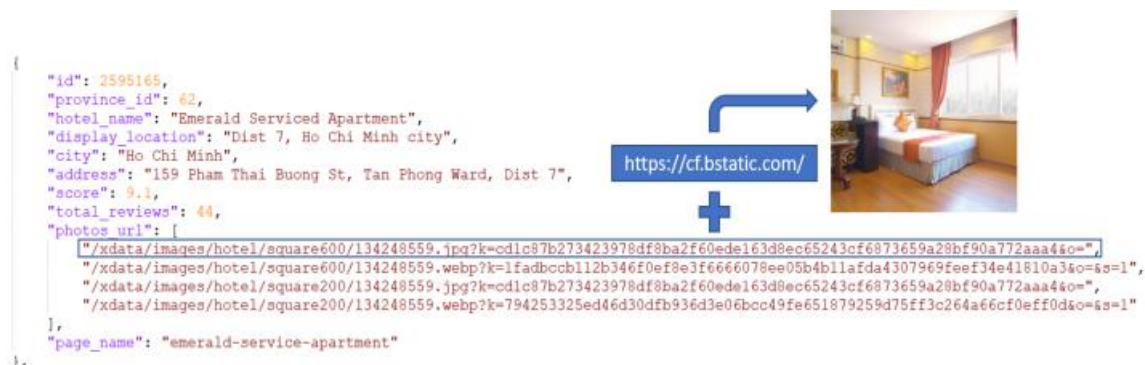 {
"id": 2595165,
"province_id": 62,
"hotel_name": "Emerald Serviced Apartment",
"display_location": "Dist 7, Ho Chi Minh city",
"city": "Ho Chi Minh",
"address": "159 Pham Thai Buong St, Tan Phong Ward, Dist 7",
"score": 9.1,
"total_reviews": 44,
"photos_url": [
"/xdata/images/hotel/square600/134248559.jpg?k=cd1c87b273423978df8ba2f60ede163d8ec65243cf6873659a28bf90a772aaa4&o=",
"/xdata/images/hotel/square600/134248559.webp?k=1fadbccb112b346f0ef8e3f6666078ee05b4b11afda4307969feef34e41810a3&o=&s=1",
"/xdata/images/hotel/square200/134248559.jpg?k=cd1c87b273423978df8ba2f60ede163d8ec65243cf6873659a28bf90a772aaa4&o=",
"/xdata/images/hotel/square200/134248559.webp?k=794253325ed46d30dfb936d3e06bcc49fe651879259d75ff3c264a66cf0eff0d&o=&s=1"
],
"page_name": "emerald-service-apartment"
},
https://cf.bstatic.com/